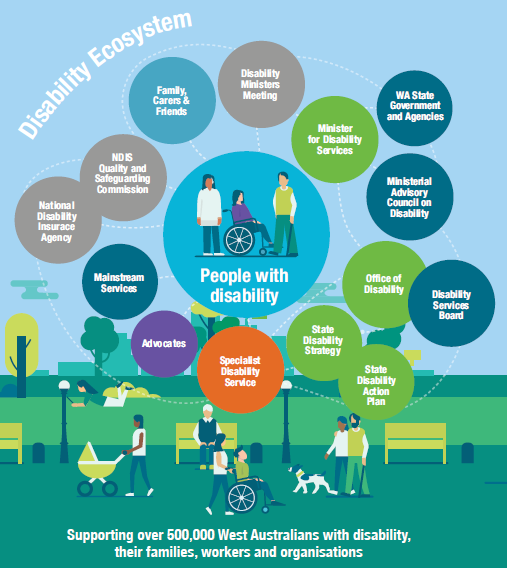 Disability Ecosystem
Family,
Carers &
Friends
Disability
Ministers
Meeting
WA State
Government
and Agencies
Minister
for Disability
Services
NDIS
Quality and
Safeguarding
Commission
Ministerial
Advisory
Council on
Disability
National
Disability
Insurace
Agency
People with
disability
Mainstream
Services
Office of
Disability
Disability
Services
Board
Advocates
State
Disability
Strategy
Specialist
Disability
Service
State
Disability
Action
Plan
Supporting over 500,000 West Australians with disability,
their families, workers and organisations